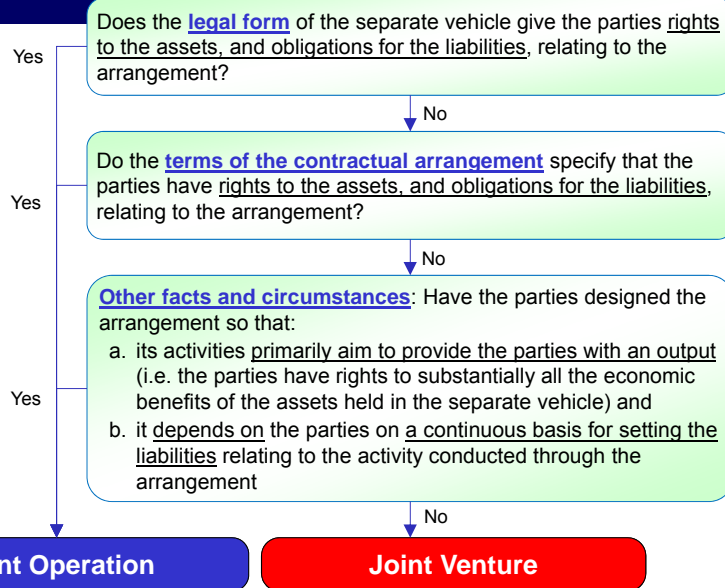 Does the legal form of the separate vehicle give the parties rights
to the assets, and obligations for the liabilities, relating to the
arrangement?
Yes
No
Do the terms of the contractual arrangement specify that the
parties have rights to the assets, and obligations for the liabilities,
relating to the arrangement?
Yes
No
Other facts and circumstances: Have the parties designed the
arrangement so that:
a. its activities primarily aim to provide the parties with an output
(i.e. the parties have rights to substantially all the economic
benefits of the assets held in the separate vehicle) and
b. it depends on the parties on a continuous basis for setting the
liabilities relating to the activity conducted through the
arrangement
Yes
No
nt Operation
Joint Venture